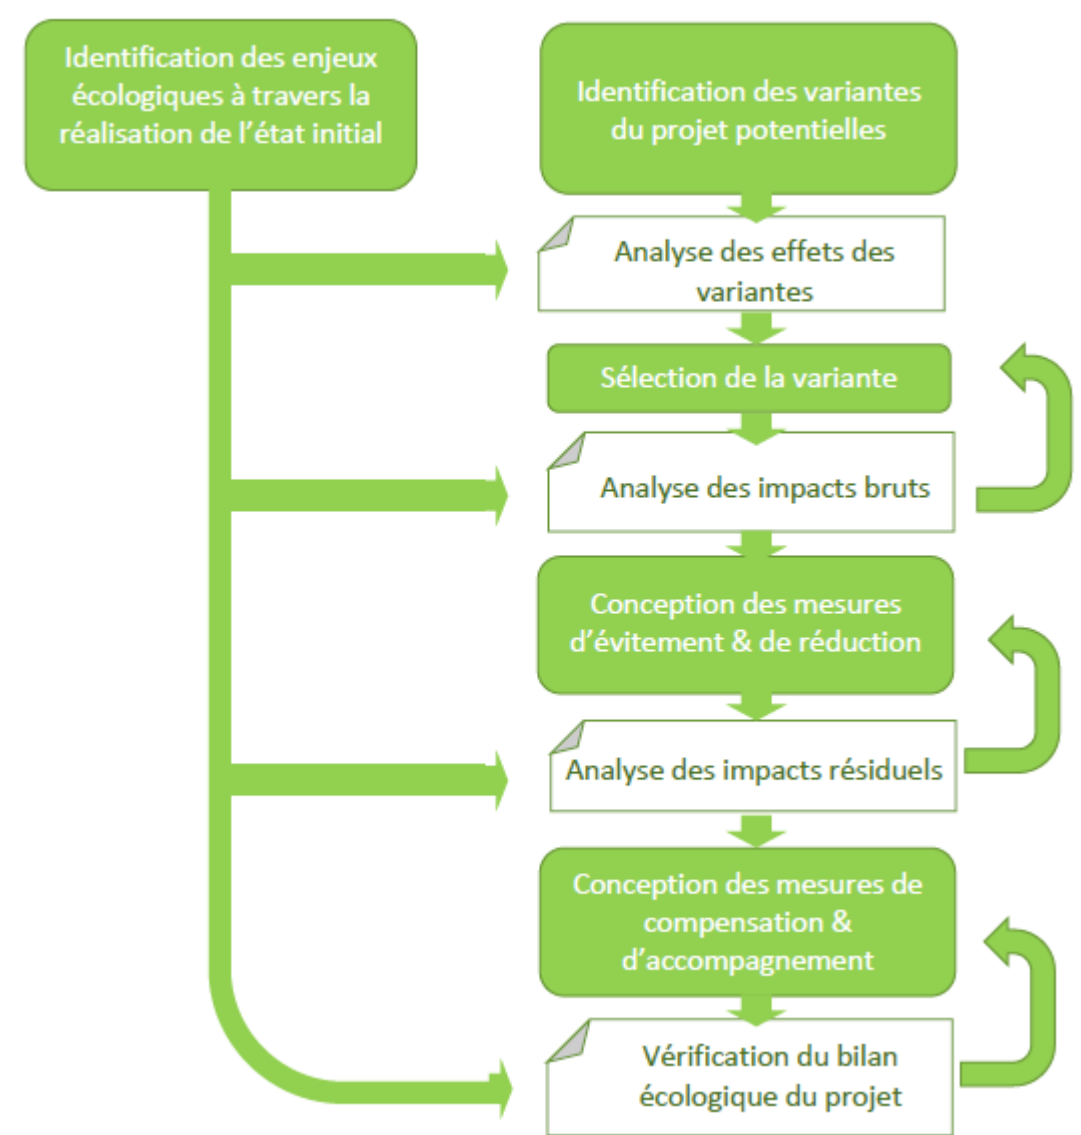 Identification des enjeux
écologiques à travers la
réalisation de l'état initial
Identification des variantes
du projet potentielles
Analyse des effets des
variantes
Sélection de la variante
Analyse des impacts bruts
Conception des mesures
d'évitement & de réduction
Analyse des impacts résiduels
Conception des mesures de
compensation &
d'accompagnement
Vérification du bilan
écologique du projet